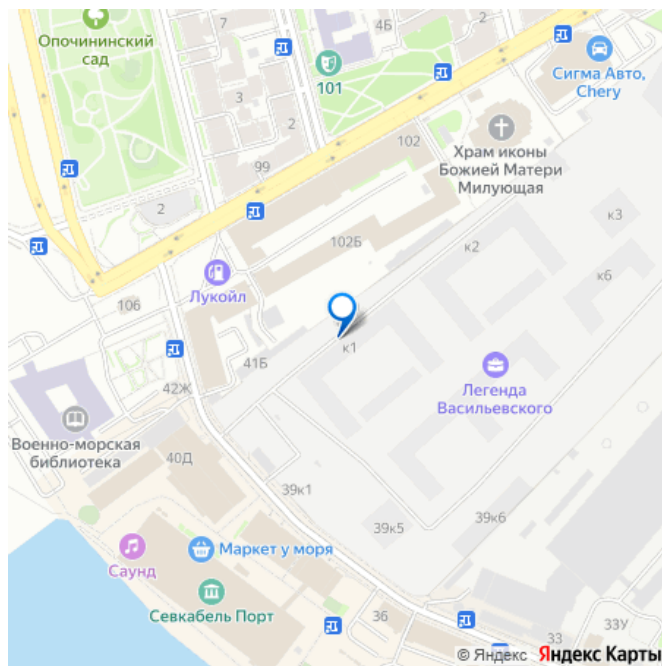 7
Опочининский
сад
4Б
101
Сигма Авто,
Chery
3
2
99
102
Храм иконы
Божией Матери
Милующая
2
к3
102Б
к2
к6
Лукойл
106
к1
41Б
42Ж
Легенда
Васильевского
Военно-морская
библиотека
40Д
39к1
39к5
39к6
Маркет у моря
Саунд
Севкабель Порт
36
33
33У
© Яндекс Яндекс Карты